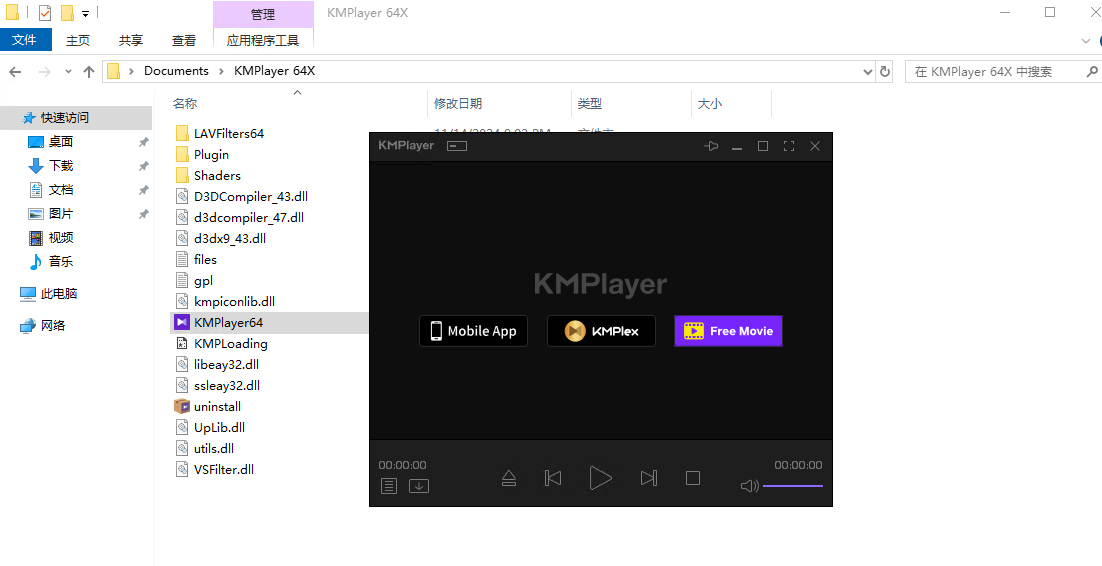 管理
KMPlayer 64X
文件
主页
共享
查看
应用程序工具
Documents
KMPlayer 64X
在 KMPlayer 64X 中搜索
快速访问
桌面
下载
文档
图片
视频
音乐
此电脑
网络
名称
修改日期
类型
大小
LAVFilters64
Plugin
Shaders
D3DCompiler_43.dll
d3dcompiler_47.dll
d3dx9_43.dll
files
gpl
kmpiconlib.dll
KMPlayer64
KMPLoading
libeay32.dll
ssleay32.dll
uninstall
UpLib.dll
utils.dll
VSFilter.dll
KMPlayer
KMPlayer
Mobile App
KMPlex
Free Movie
00:00:00
00:00:00